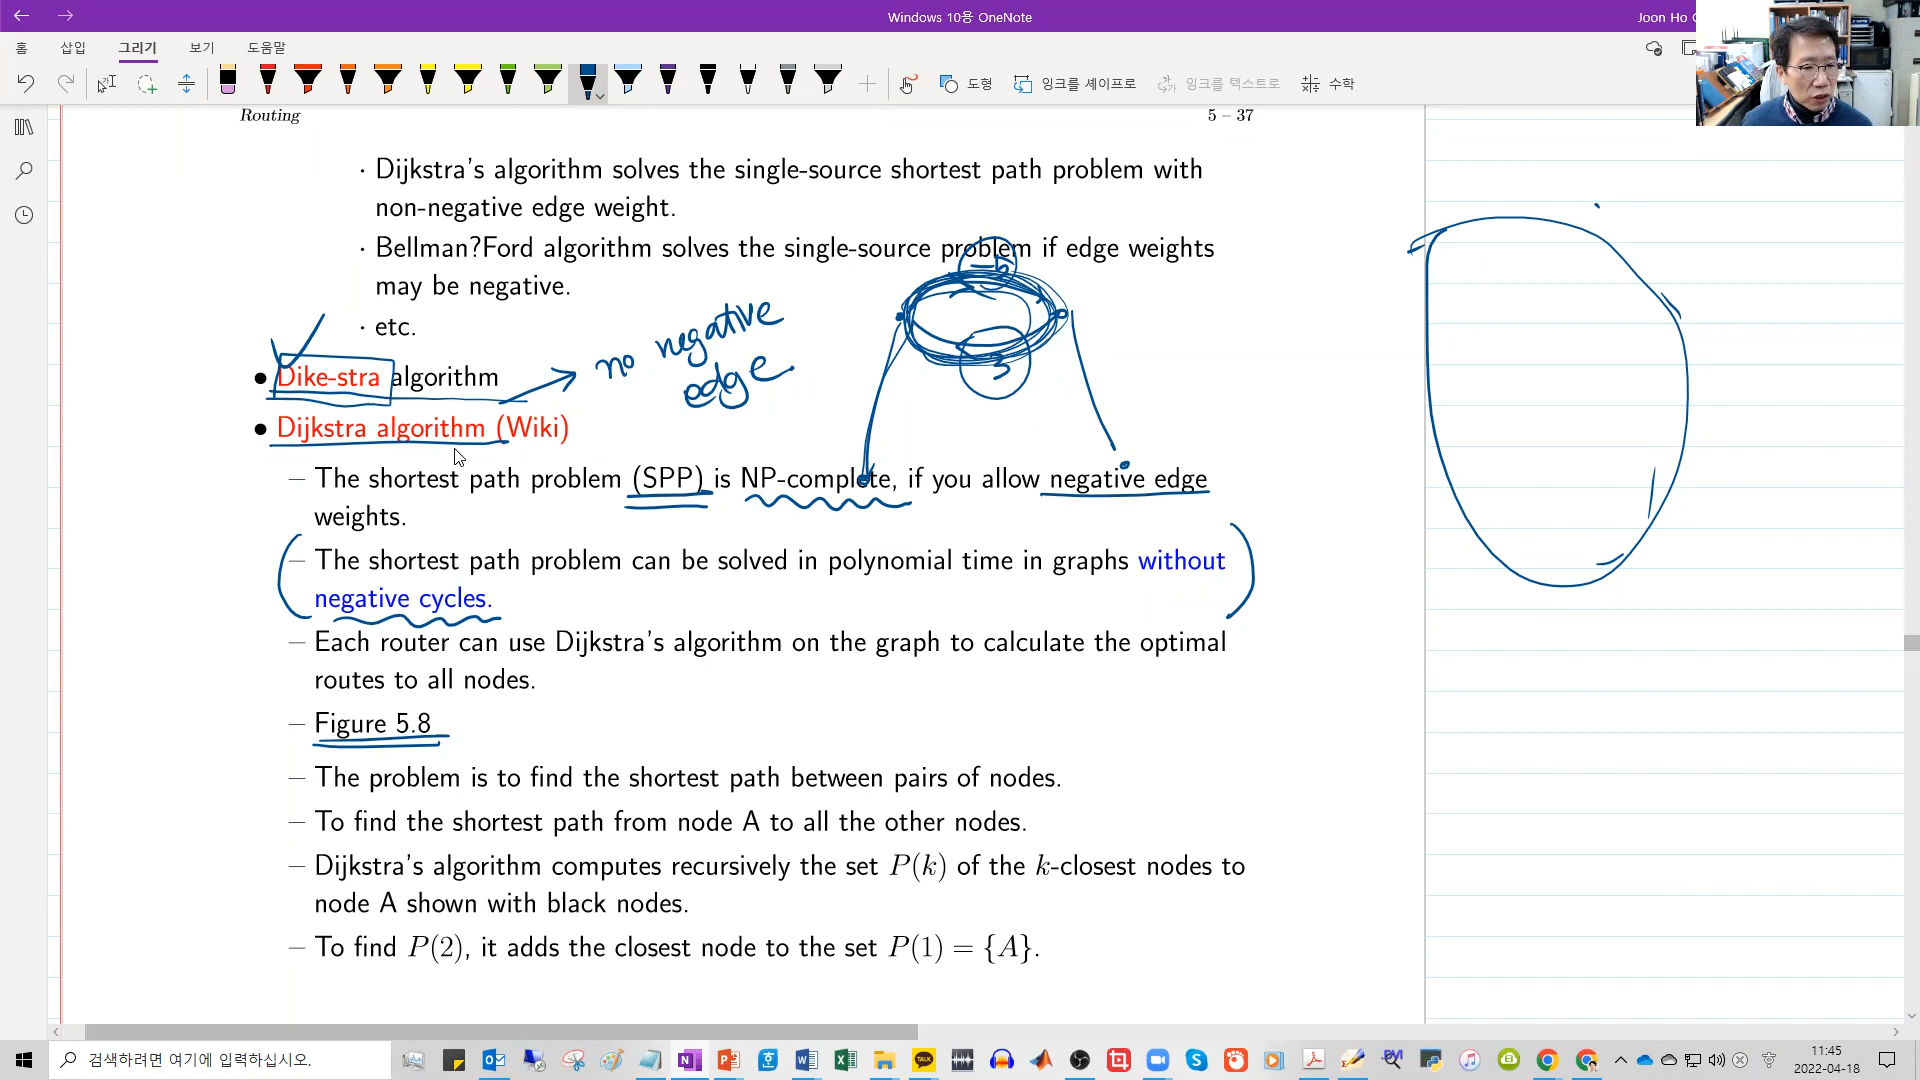 Windows 10용 OneNote
Joon Ho
홈 삽입 그리기 보기 도움말
도형 잉크를 셰이프로 잉크를 텍스트로 수학
Routing 5 – 37
· Dijkstra's algorithm solves the single-source shortest path problem with
non-negative edge weight.
· Bellman?Ford algorithm solves the single-source problem if edge weights
may be negative.
· etc.
-5
3
no negative
edge
• Dike-stra algorithm
• Dijkstra algorithm (Wiki)
– The shortest path problem (SPP) is NP-complete, if you allow negative edge
weights.
– The shortest path problem can be solved in polynomial time in graphs without
negative cycles.
– Each router can use Dijkstra's algorithm on the graph to calculate the optimal
routes to all nodes.
– Figure 5.8
– The problem is to find the shortest path between pairs of nodes.
– To find the shortest path from node A to all the other nodes.
– Dijkstra's algorithm computes recursively the set P(k) of the k-closest nodes to
node A shown with black nodes.
– To find P(2), it adds the closest node to the set P(1) = {A}.
검색하려면 여기에 입력하십시오.
11:45
2022-04-18